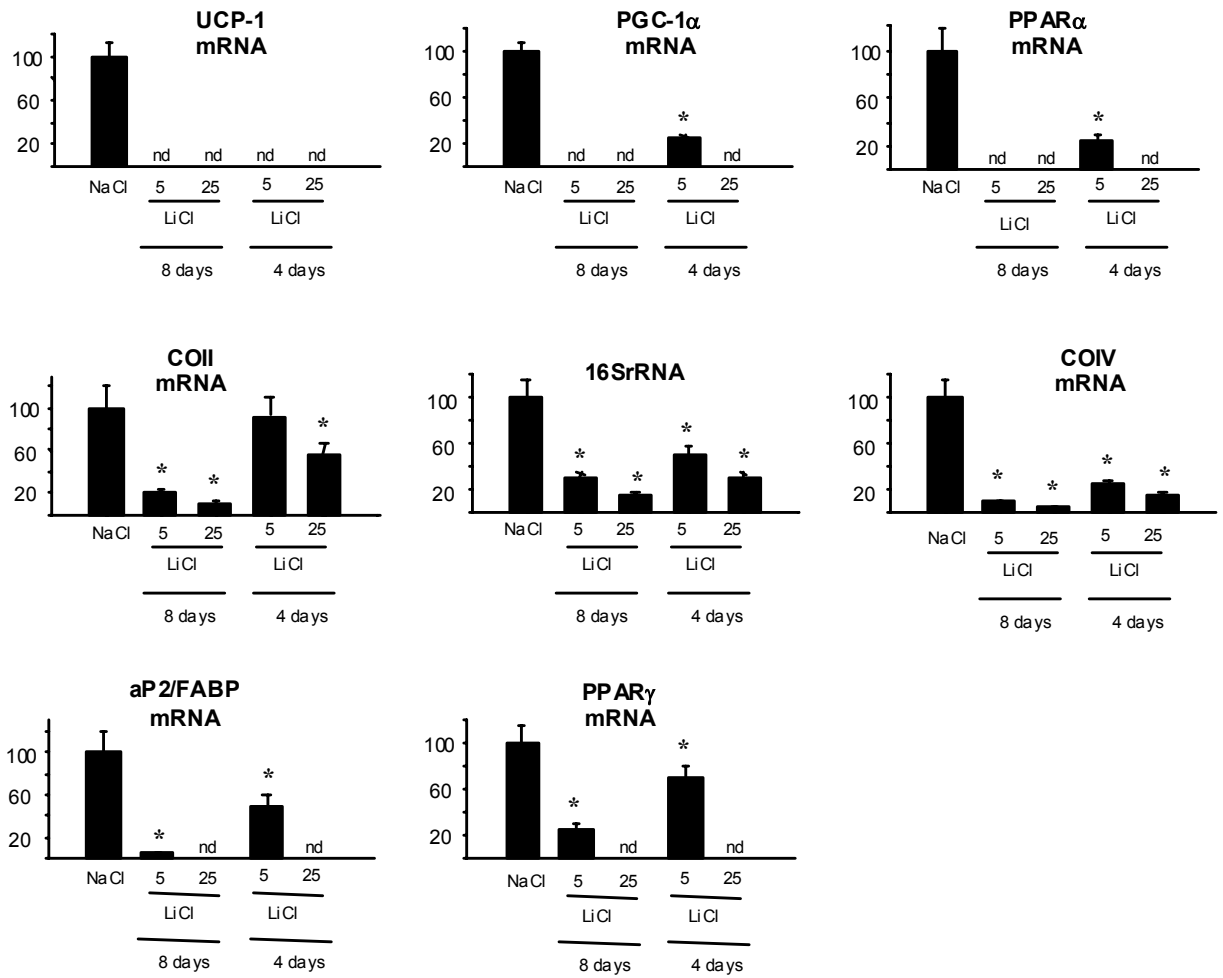 UCP-1
mRNA
100
60
20
nd nd nd nd
NaCl 5 25 5 25
LiCl LiCl
8 days 4 days
PGC-1α
mRNA
100
60
20
*
nd nd nd
NaCl 5 25 5 25
LiCl LiCl
8 days 4 days
PPARα
mRNA
100
60
20
*
nd nd nd
NaCl 5 25 5 25
LiCl LiCl
8 days 4 days
COII
mRNA
100
60
20
* * *
NaCl 5 25 5 25
LiCl LiCl
8 days 4 days
16SrRNA
100
60
20
* * * *
NaCl 5 25 5 25
LiCl LiCl
8 days 4 days
COIV
mRNA
100
60
20
* * * *
NaCl 5 25 5 25
LiCl LiCl
8 days 4 days
aP2/FABP
mRNA
100
60
20
* nd * nd
NaCl 5 25 5 25
LiCl LiCl
8 days 4 days
PPARγ
mRNA
100
60
20
* nd * nd
NaCl 5 25 5 25
LiCl LiCl
8 days 4 days